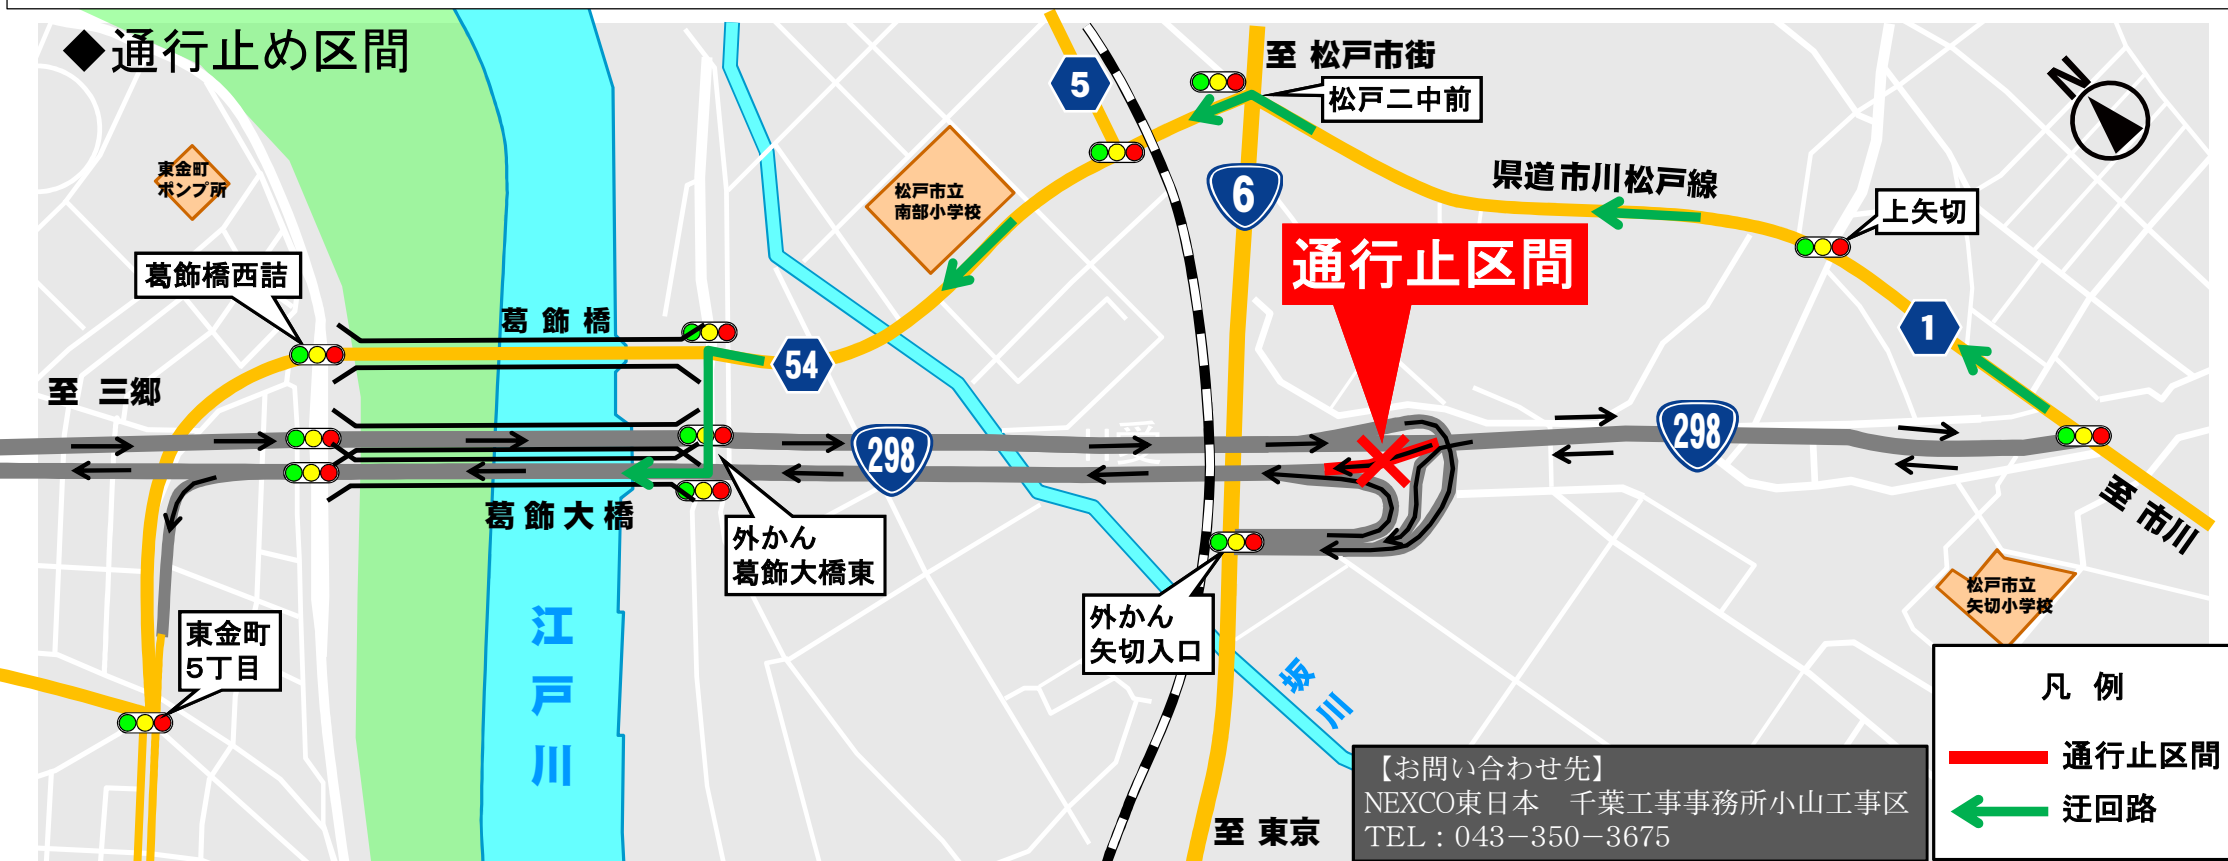 ◆通行止め区間
至 松戸市街
松戸二中前
5
N
東金町
ポンプ所
松戸市立
南部小学校
6
県道市川松戸線
上矢切
通行止区間
葛飾橋西詰
葛飾橋
1
54
至 三郷
298
298
葛飾大橋
至 市川
外かん
葛飾大橋東
外かん
矢切入口
松戸市立
矢切小学校
東金町
5丁目
江戸川
坂川
凡 例
通行止区間
迂回路
【お問い合わせ先】
NEXCO東日本　千葉工事事務所小山工事区
TEL：043−350−3675
至 東京